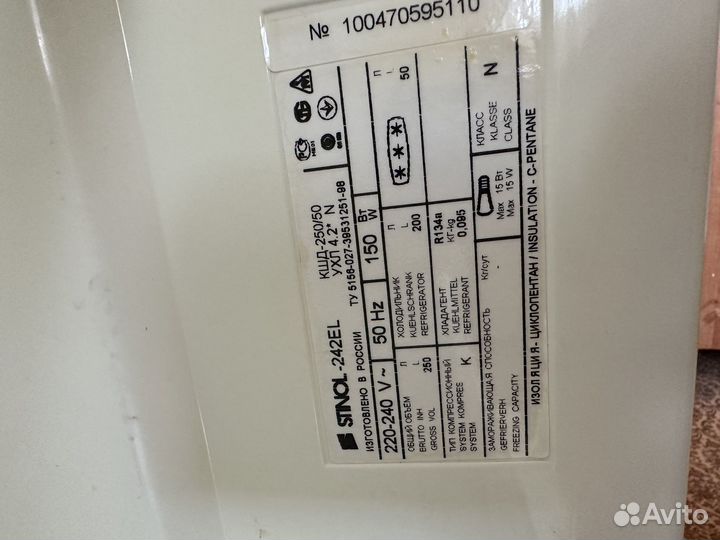 № 100470595110
STINOL-242EL
КШД-250/50
УХЛ 4.2* N
ИЗГОТОВЛЕНО В РОССИИ
ТУ 5156-027-39531251-98
220-240 V ~
50 Hz
150 Вт
W
ОБЩИЙ ОБЪЕМ Л
BRUTTO INH L
GROSS VOL 250
ХОЛОДИЛЬНИК Л
KUEHLSCHRANK L
REFRIGERATOR 200
Л
L
50
ТИП КОМПРЕССИОННЫЙ
SYSTEM KOMPRES K
SYSTEM
ХЛАДАГЕНТ R134a
KUEHLMITTEL КГ-kg
REFRIGERANT 0,095
ЗАМОРАЖИВАЮЩАЯ СПОСОБНОСТЬ Кг/сут
GEFRIERVERH
FREEZING CAPACITY
Max 15 Вт
Max 15 W
КЛАСС
KLASSE N
CLASS
ИЗОЛЯЦИЯ- ЦИКЛОПЕНТАН / INSULATION - C-PENTANE
Avito